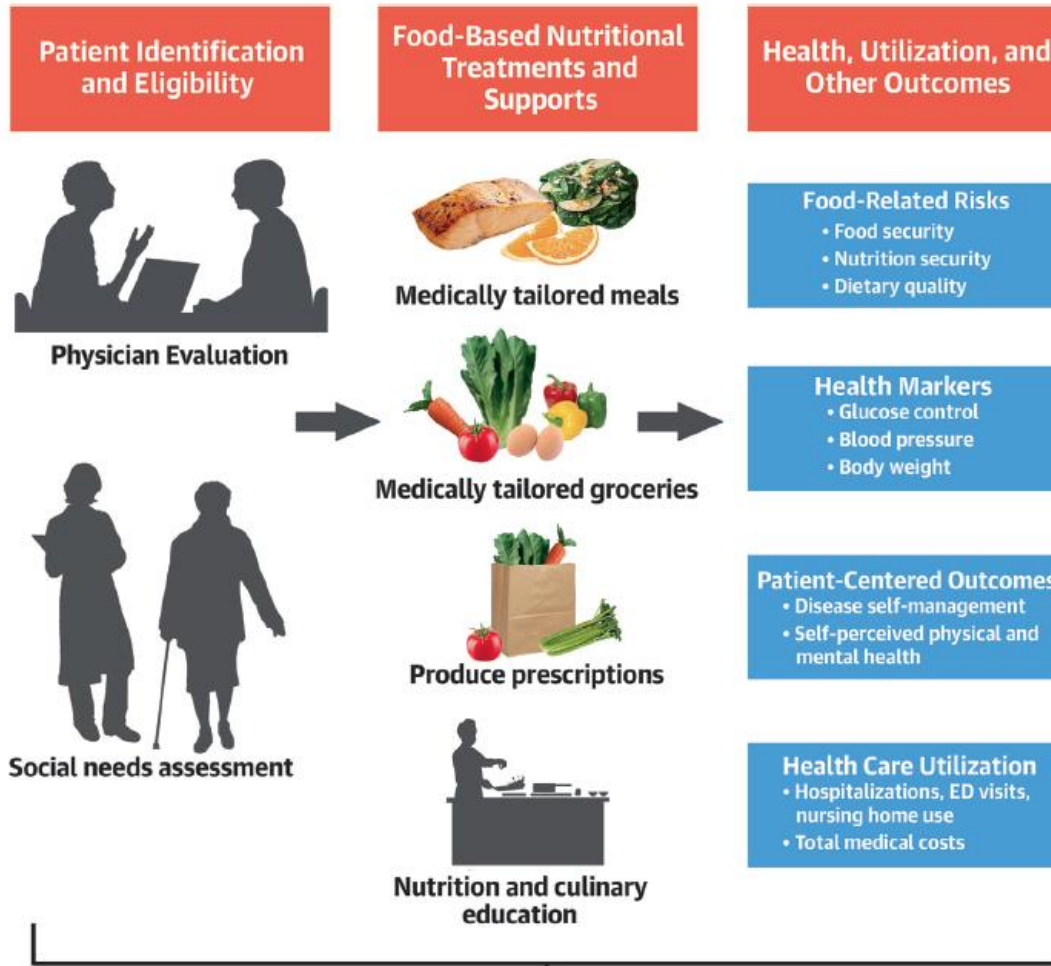 Patient Identification
and Eligibility
Physician Evaluation
Social needs assessment
Food-Based Nutritional
Treatments and
Supports
Medically tailored meals
Medically tailored groceries
Produce prescriptions
Nutrition and culinary
education
Health, Utilization, and
Other Outcomes
Food-Related Risks
• Food security
• Nutrition security
• Dietary quality
Health Markers
• Glucose control
• Blood pressure
• Body weight
Patient-Centered Outcomes
• Disease self-management
• Self-perceived physical and
mental health
Health Care Utilization
• Hospitalizations, ED visits,
nursing home use
• Total medical costs